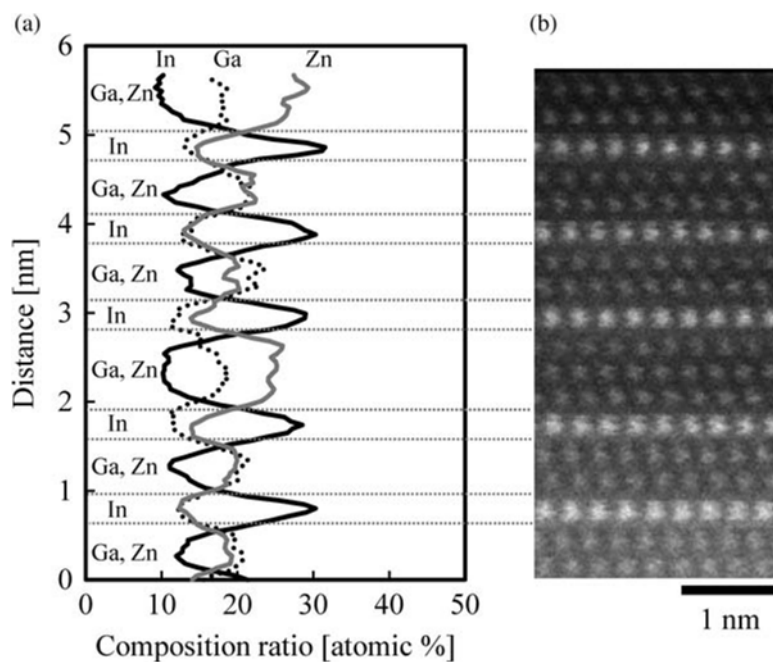 (a)
(b)
6
In Ga Zn
Ga, Zn
5
In
Ga, Zn
4
In
Ga, Zn
3
In
Ga, Zn
2
In
Ga, Zn
1
In
Ga, Zn
0
Distance [nm]
0 10 20 30 40 50
Composition ratio [atomic %]
1 nm